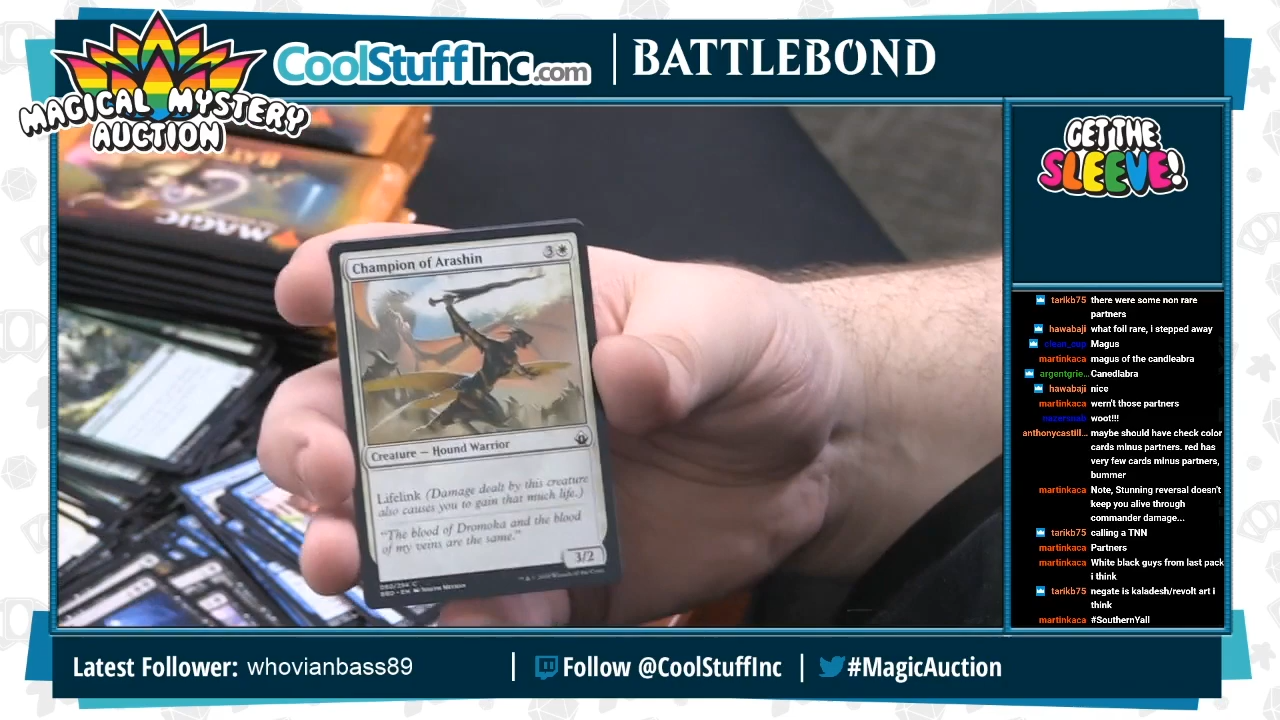 MAGICAL MYSTERY
AUCTION
CoolStuffInc.com
BATTLEBOND
GET THE
SLEEVE!
MAGIC
Champion of Arashin
3
Creature — Hound Warrior
Lifelink (Damage dealt by this creature
also causes you to gain that much life.)
"The blood of Dromoka and the blood
of my veins are the same."
3/2
tarikb75 there were some non rare
partners
hawabaji what foil rare, i stepped away
clean_cup Magus
martinkaca magus of the candleabra
argentgrie... Canedlabra
hawabaji nice
martinkaca wern't those partners
woot!!!
anthonycastill... maybe should have check color
cards minus partners. red has
very few cards minus partners,
bummer
martinkaca Note, Stunning reversal doesn't
keep you alive through
commander damage...
tarikb75 calling a TNN
martinkaca Partners
martinkaca White black guys from last pack
i think
tarikb75 negate is kaladesh/revolt art i
think
martinkaca #SouthernYall
Latest Follower: whovianbass89
Follow @CoolStuffInc
#MagicAuction